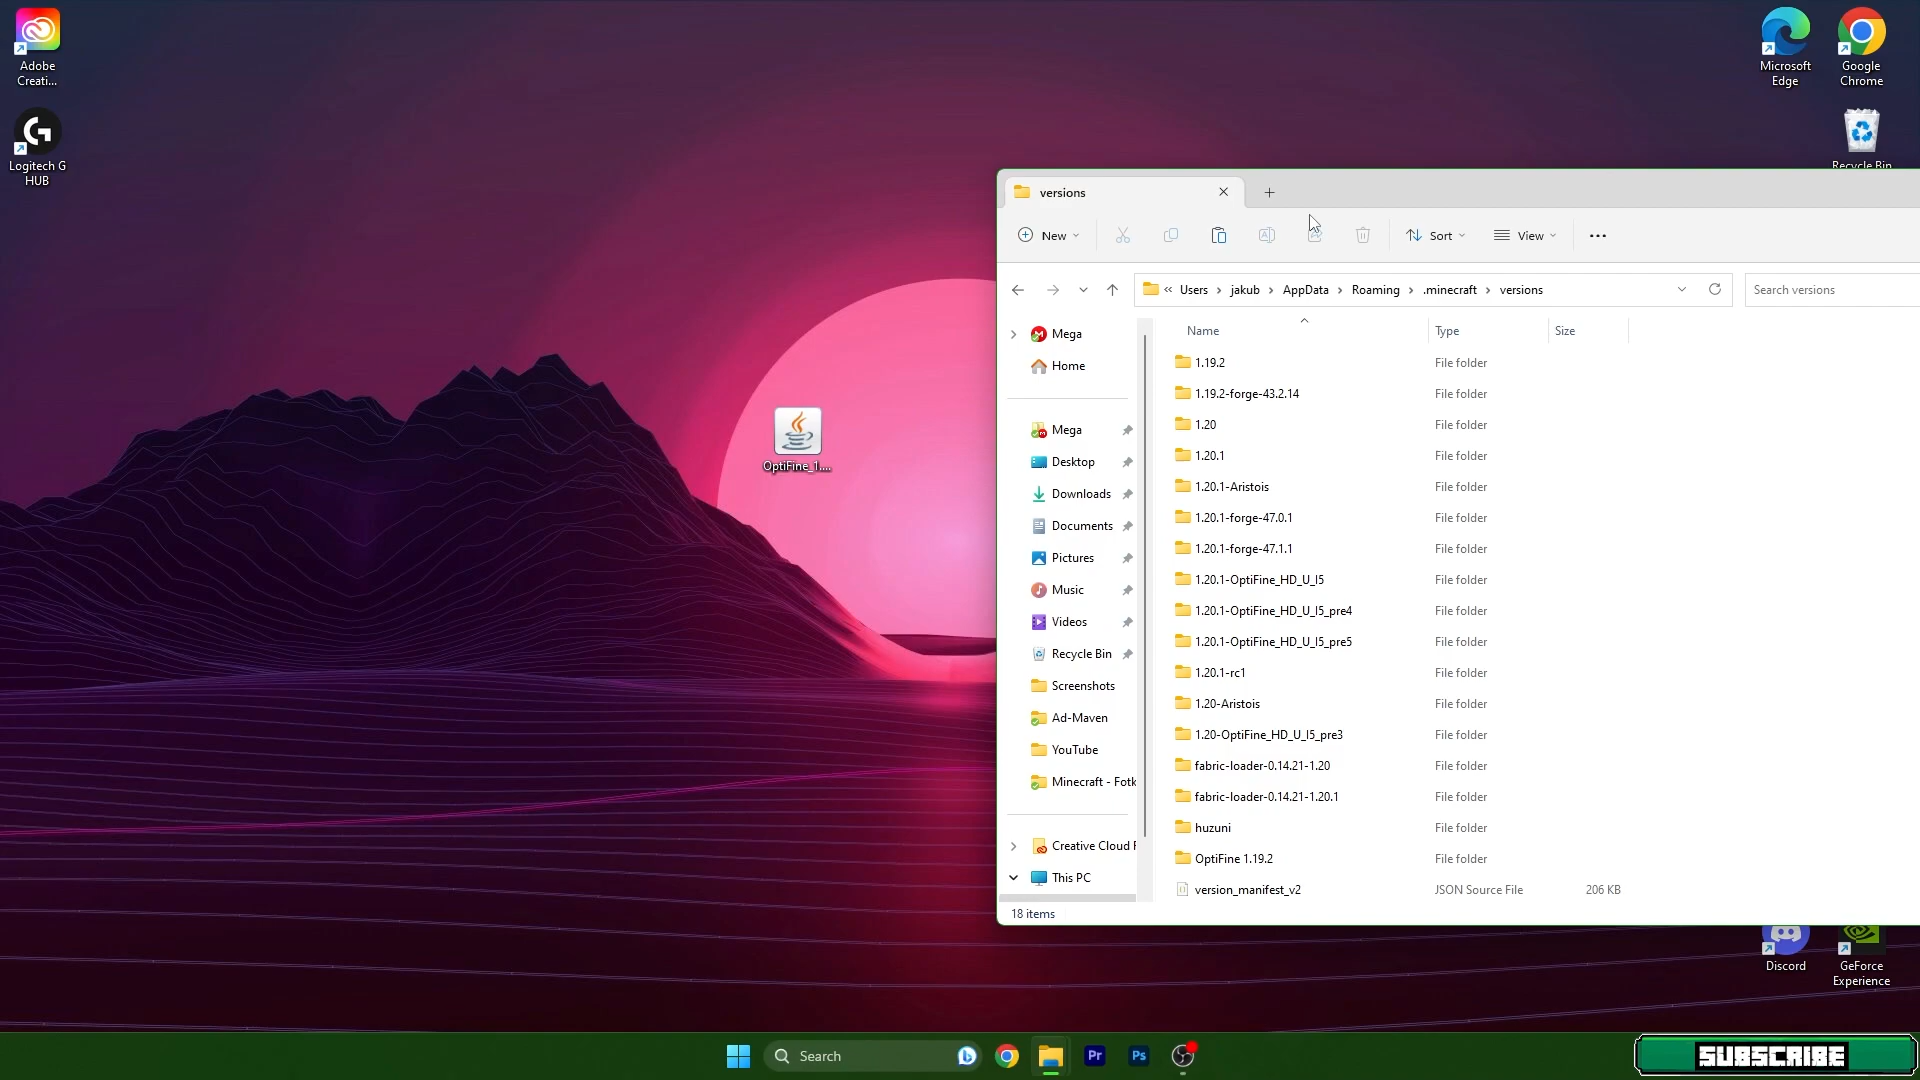 Adobe
Creati...
Logitech G
HUB
OptiFine_1....
Microsoft
Edge
Google
Chrome
Recycle Bin
versions
New
Sort
View
Users
jakub
AppData
Roaming
.minecraft
versions
Search versions
Mega
Home
Mega
Desktop
Downloads
Documents
Pictures
Music
Videos
Recycle Bin
Screenshots
Ad-Maven
YouTube
Minecraft - Fotk
Creative Cloud F
This PC
Name Type Size
1.19.2 File folder
1.19.2-forge-43.2.14 File folder
1.20 File folder
1.20.1 File folder
1.20.1-Aristois File folder
1.20.1-forge-47.0.1 File folder
1.20.1-forge-47.1.1 File folder
1.20.1-OptiFine_HD_U_I5 File folder
1.20.1-OptiFine_HD_U_I5_pre4 File folder
1.20.1-OptiFine_HD_U_I5_pre5 File folder
1.20.1-rc1 File folder
1.20-Aristois File folder
1.20-OptiFine_HD_U_I5_pre3 File folder
fabric-loader-0.14.21-1.20 File folder
fabric-loader-0.14.21-1.20.1 File folder
huzuni File folder
OptiFine 1.19.2 File folder
version_manifest_v2 JSON Source File 206 KB
18 items
Discord
GeForce
Experience
Search
Pr
Ps
SUBSCRIBE